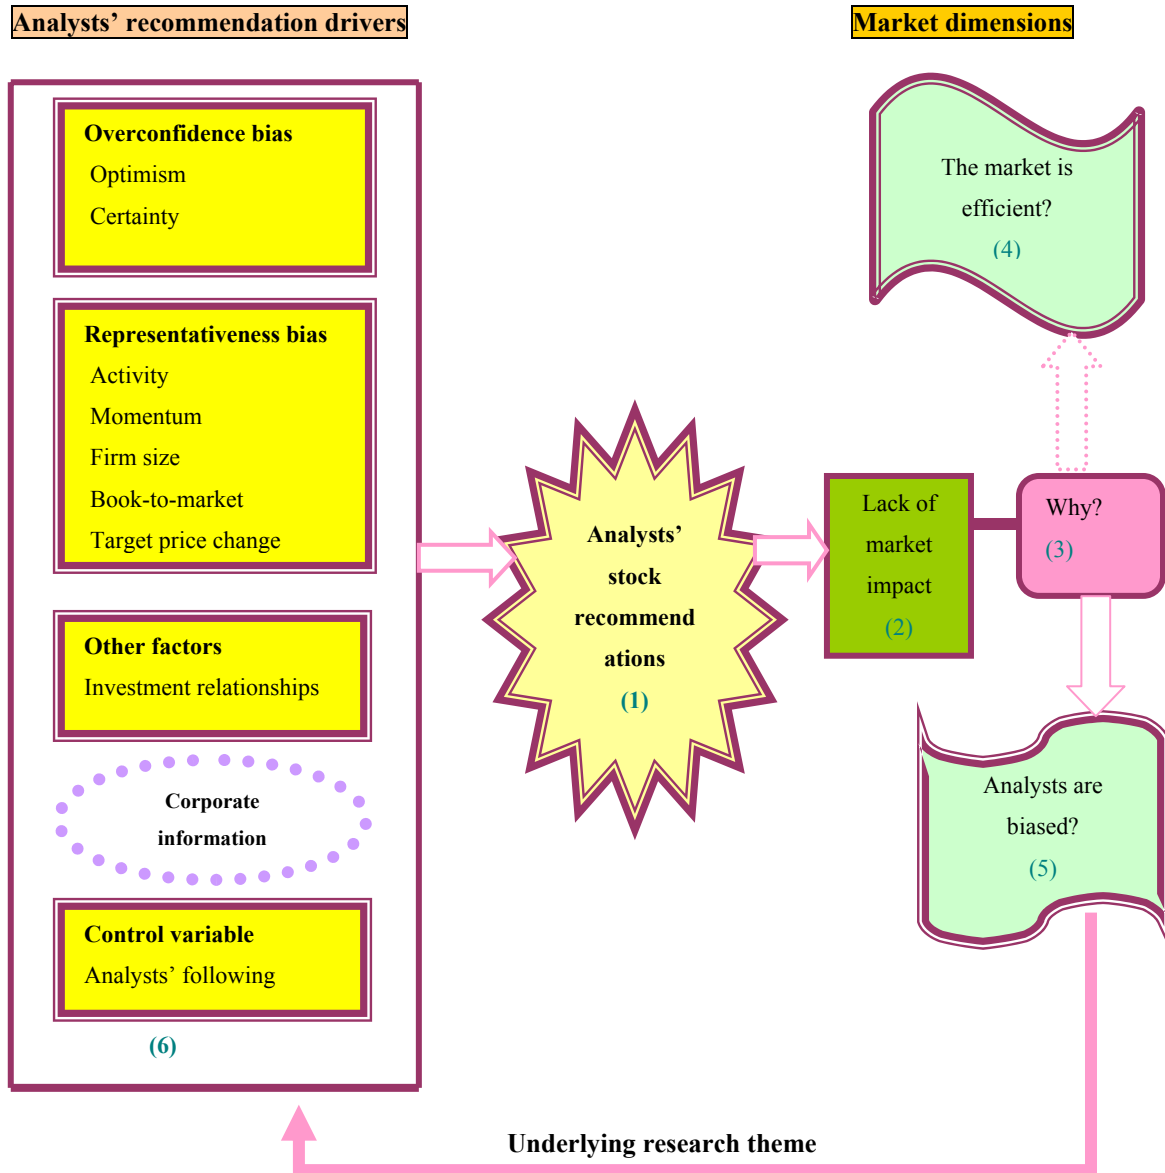 Analysts’ recommendation drivers
Market dimensions
Overconfidence bias
Optimism
Certainty
Representativeness bias
Activity
Momentum
Firm size
Book-to-market
Target price change
Other factors
Investment relationships
Corporate
information
Control variable
Analysts’ following
(6)
Analysts’
stock
recommend
ations
(1)
Lack of
market
impact
(2)
Why?
(3)
The market is
efficient?
(4)
Analysts are
biased?
(5)
Underlying research theme